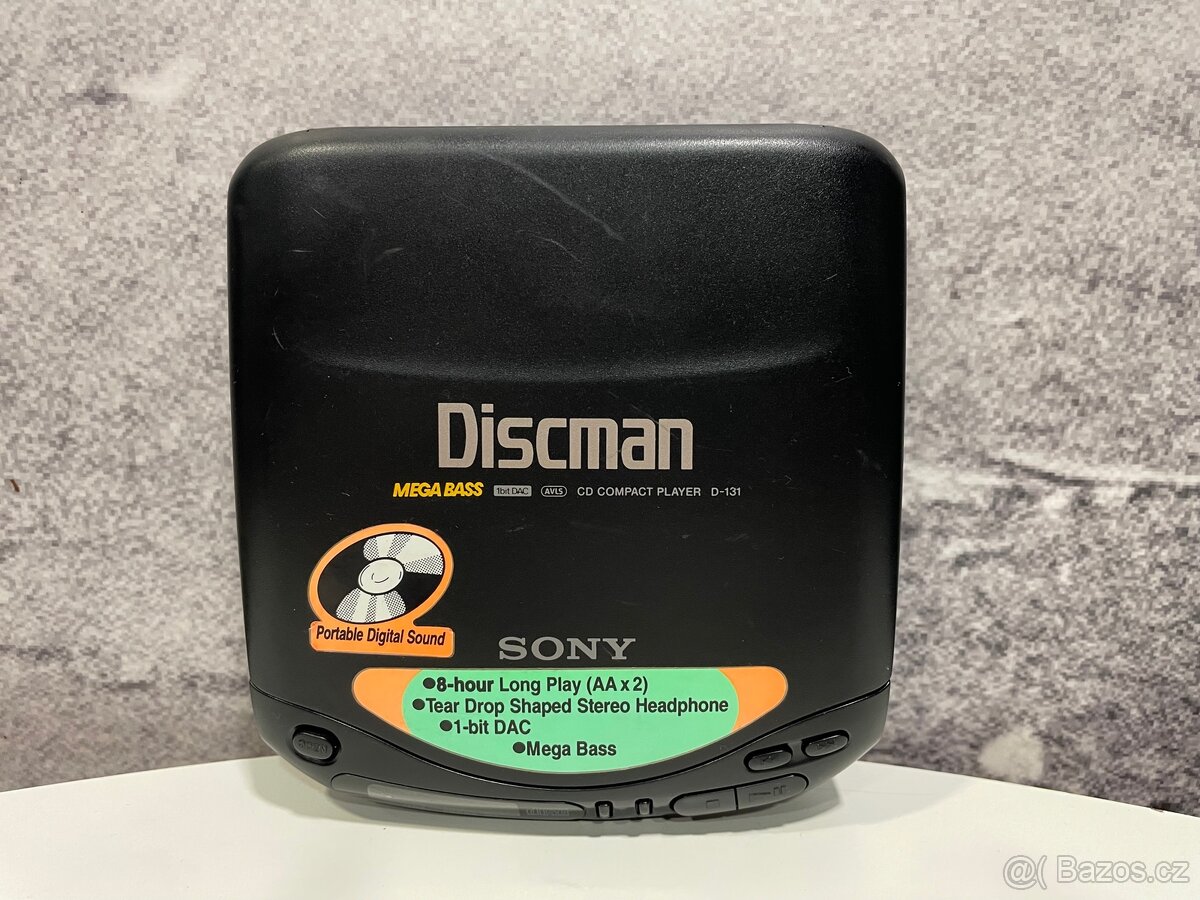 Discman
MEGA BASS 1bit DAC AVLS CD COMPACT PLAYER D-131
Portable Digital Sound
SONY
●8-hour Long Play (AA x 2)
●Tear Drop Shaped Stereo Headphone
●1-bit DAC
●Mega Bass
OPEN
@( Bazos.cz